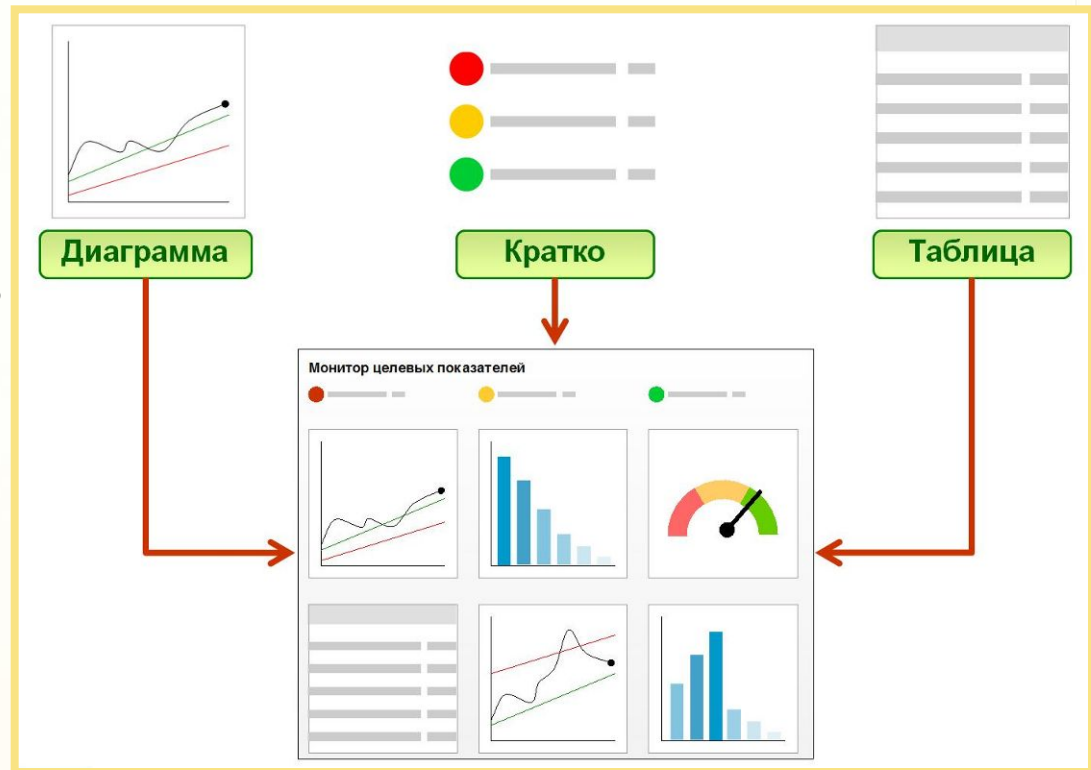 Диаграмма
Кратко
Таблица
Монитор целевых показателей